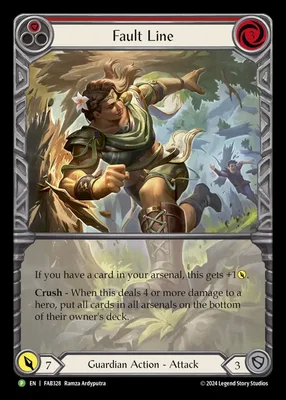 Fault Line
If you have a card in your arsenal, this gets +1
Crush - When this deals 4 or more damage to a
hero, put all cards in all arsenals on the bottom
of their owner's deck.
7
Guardian Action - Attack
3
P EN | FAB328 Ramza Ardyputra
© 2024 Legend Story Studios